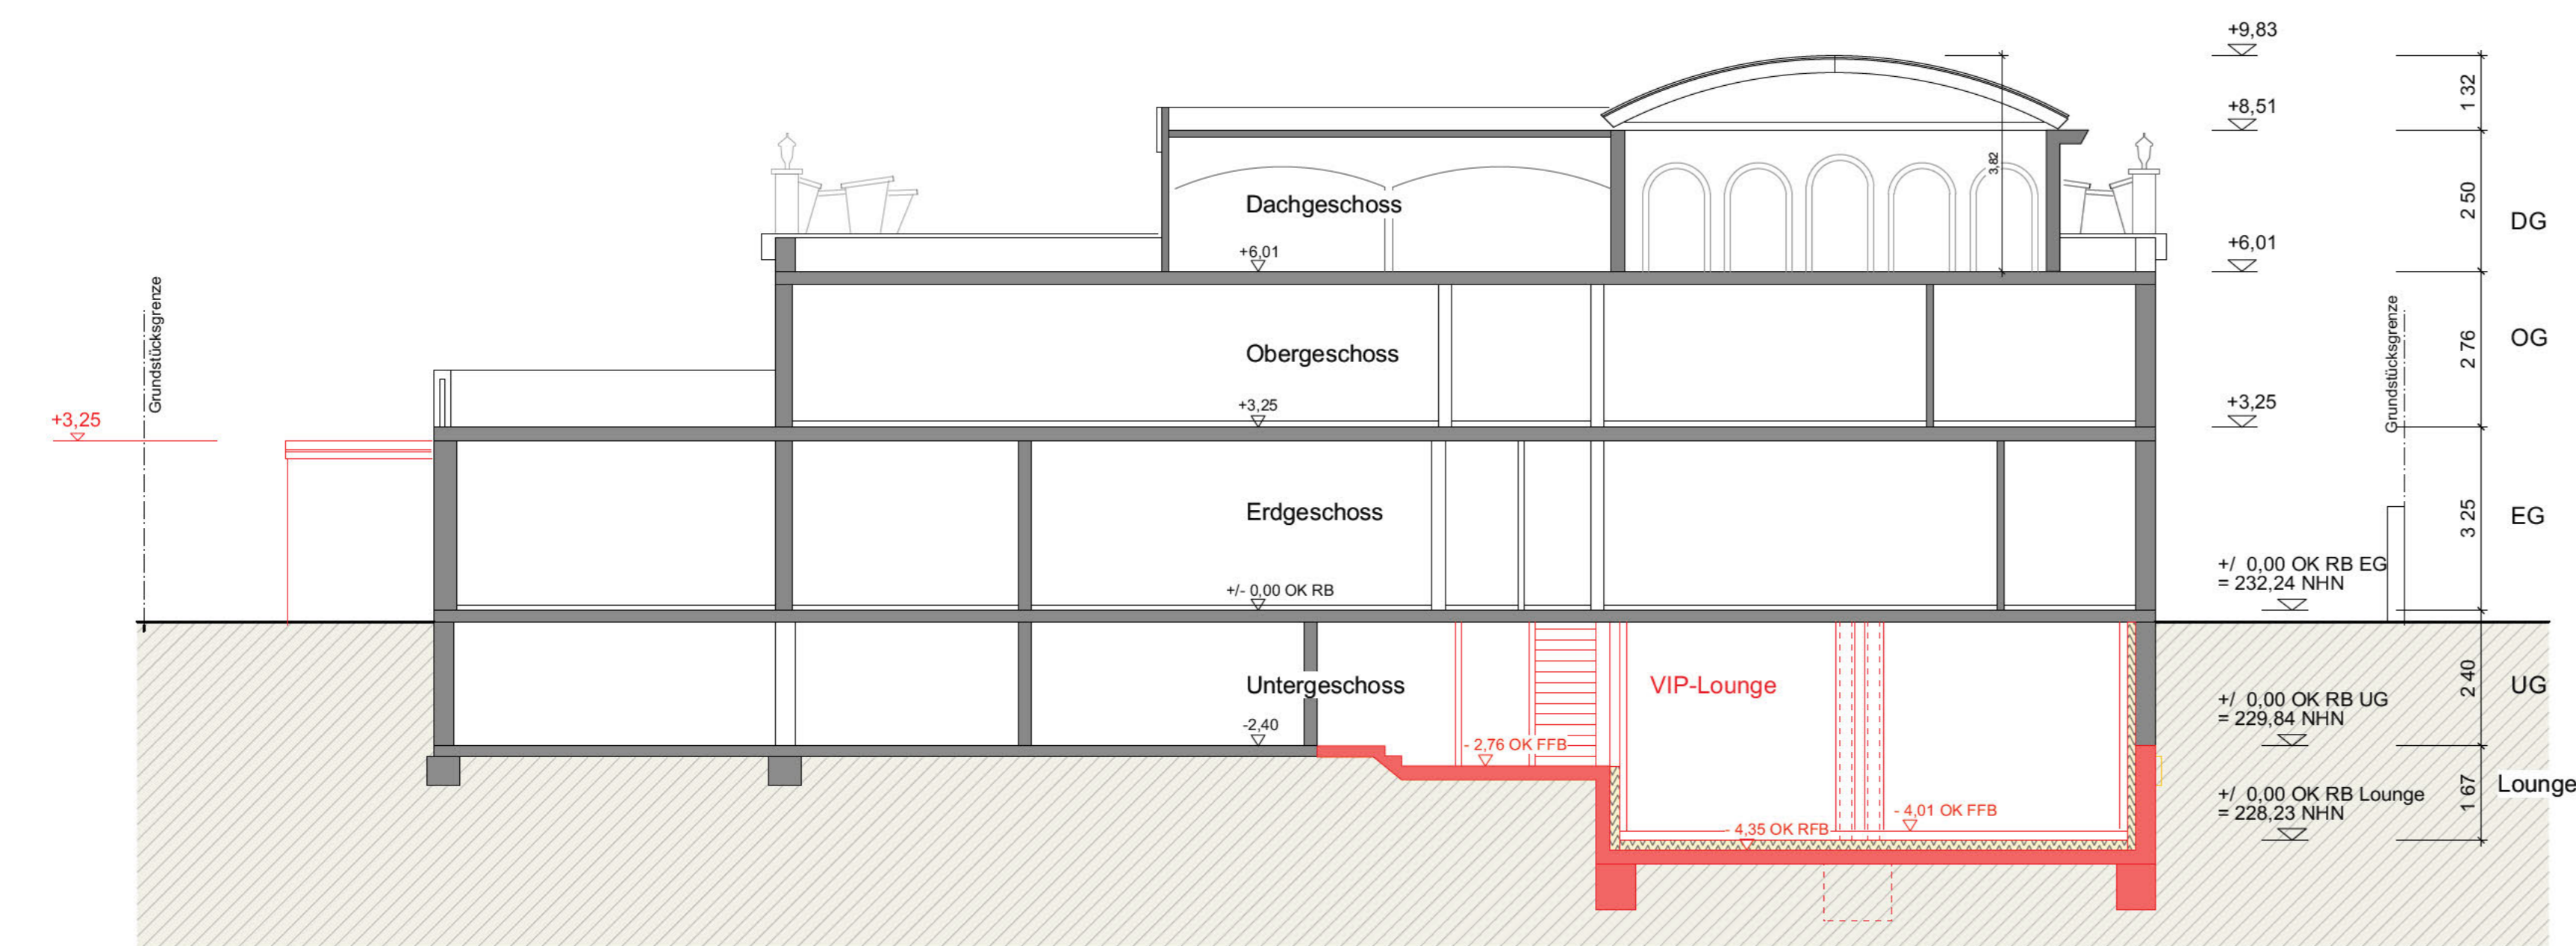 +9,83
1 32
+8,51
3,82
2 50
Dachgeschoss
DG
+6,01
+6,01
Grundstücksgrenze
Grundstücksgrenze
Obergeschoss
2 76
OG
+3,25
+3,25
+3,25
Erdgeschoss
3 25
EG
+/- 0,00 OK RB
+/ 0,00 OK RB EG
= 232,24 NHN
Untergeschoss
VIP-Lounge
2 40
UG
-2,40
- 2,76 OK FFB
+/ 0,00 OK RB UG
= 229,84 NHN
- 4,35 OK RFB
- 4,01 OK FFB
+/ 0,00 OK RB Lounge
= 228,23 NHN
1 67
Lounge